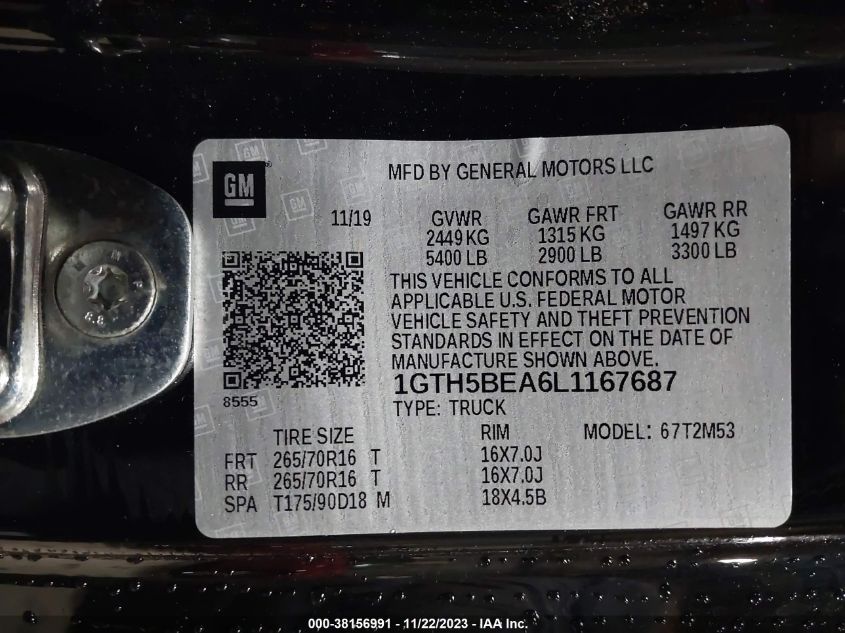 GM
MFD BY GENERAL MOTORS LLC
11/19
GVWR GAWR FRT GAWR RR
2449 KG 1315 KG 1497 KG
5400 LB 2900 LB 3300 LB
THIS VEHICLE CONFORMS TO ALL
APPLICABLE U.S. FEDERAL MOTOR
VEHICLE SAFETY AND THEFT PREVENTION
STANDARDS IN EFFECT ON THE DATE OF
MANUFACTURE SHOWN ABOVE.
8555
1GTH5BEA6L1167687
TYPE: TRUCK
TIRE SIZE RIM MODEL: 67T2M53
FRT 265/70R16 T 16X7.0J
RR 265/70R16 T 16X7.0J
SPA T175/90D18 M 18X4.5B
8.8
000-38156991 - 11/22/2023 - IAA Inc.